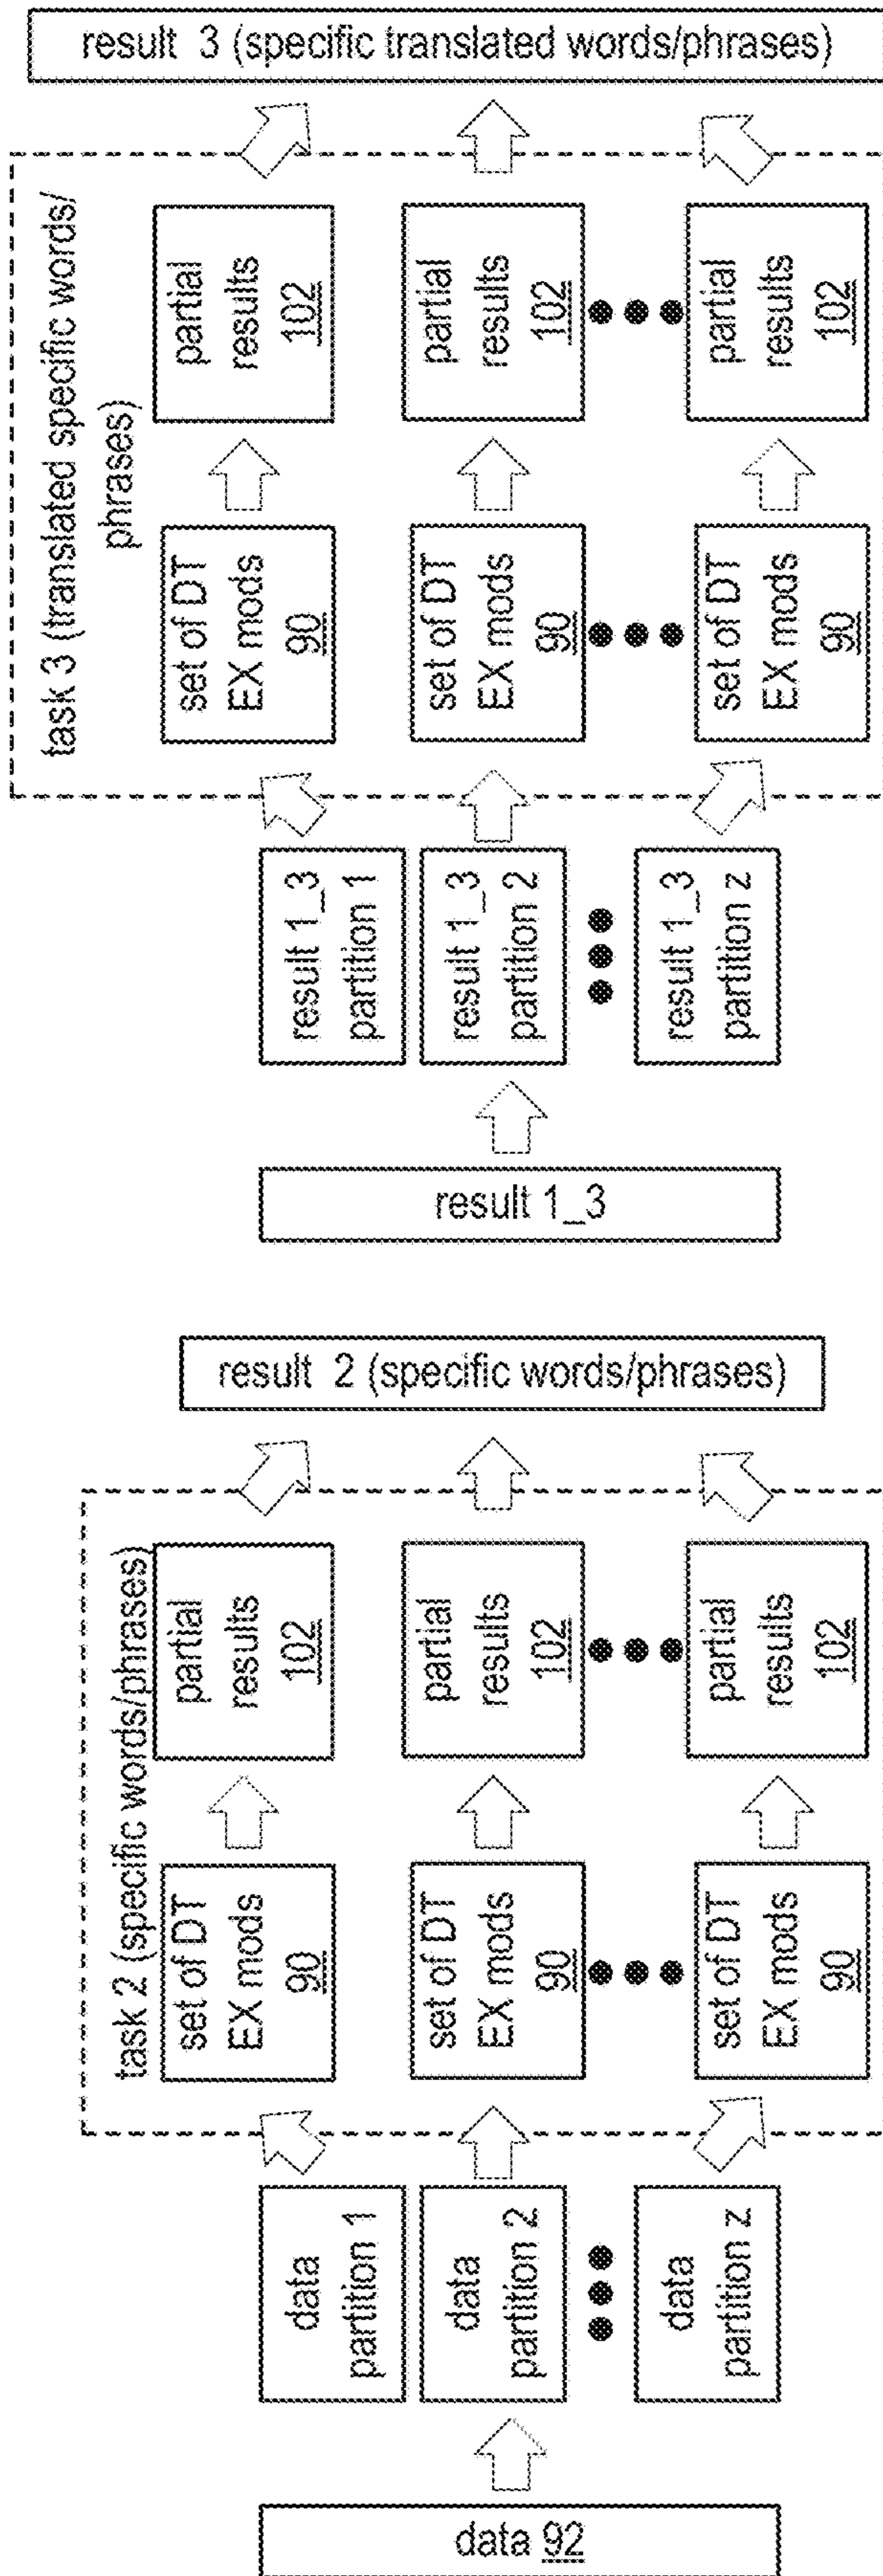 data 92
data
partition 1
data
partition 2
data
partition z
task 2 (specific words/phrases)
set of DT
EX mods
90
partial
results
102
set of DT
EX mods
90
partial
results
102
set of DT
EX mods
90
partial
results
102
result 2 (specific words/phrases)
result 1_3
result 1_3
partition 1
result 1_3
partition 2
result 1_3
partition z
task 3 (translated specific words/
phrases)
set of DT
EX mods
90
partial
results
102
set of DT
EX mods
90
partial
results
102
set of DT
EX mods
90
partial
results
102
result 3 (specific translated words/phrases)